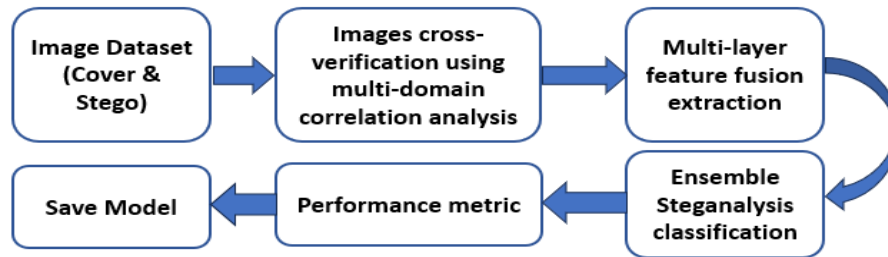 Image Dataset
(Cover &
Stego)
Images cross-
verification using
multi-domain
correlation analysis
Multi-layer
feature fusion
extraction
Ensemble
Steganalysis
classification
Performance metric
Save Model